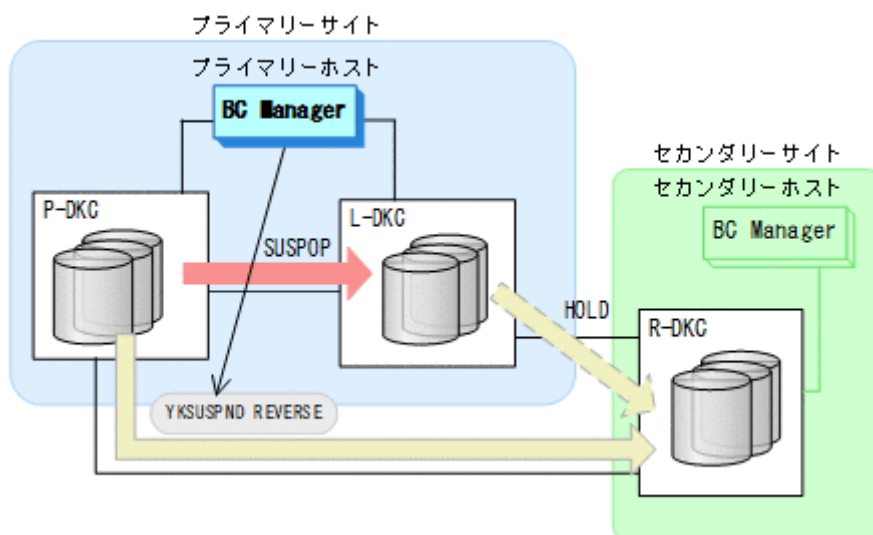 プライマリーサイト
プライマリーホスト
BC Manager
セカンダリーサイト
セカンダリーホスト
BC Manager
P-DKC
L-DKC
SUSPOP
HOLD
R-DKC
YKSUSPND REVERSE